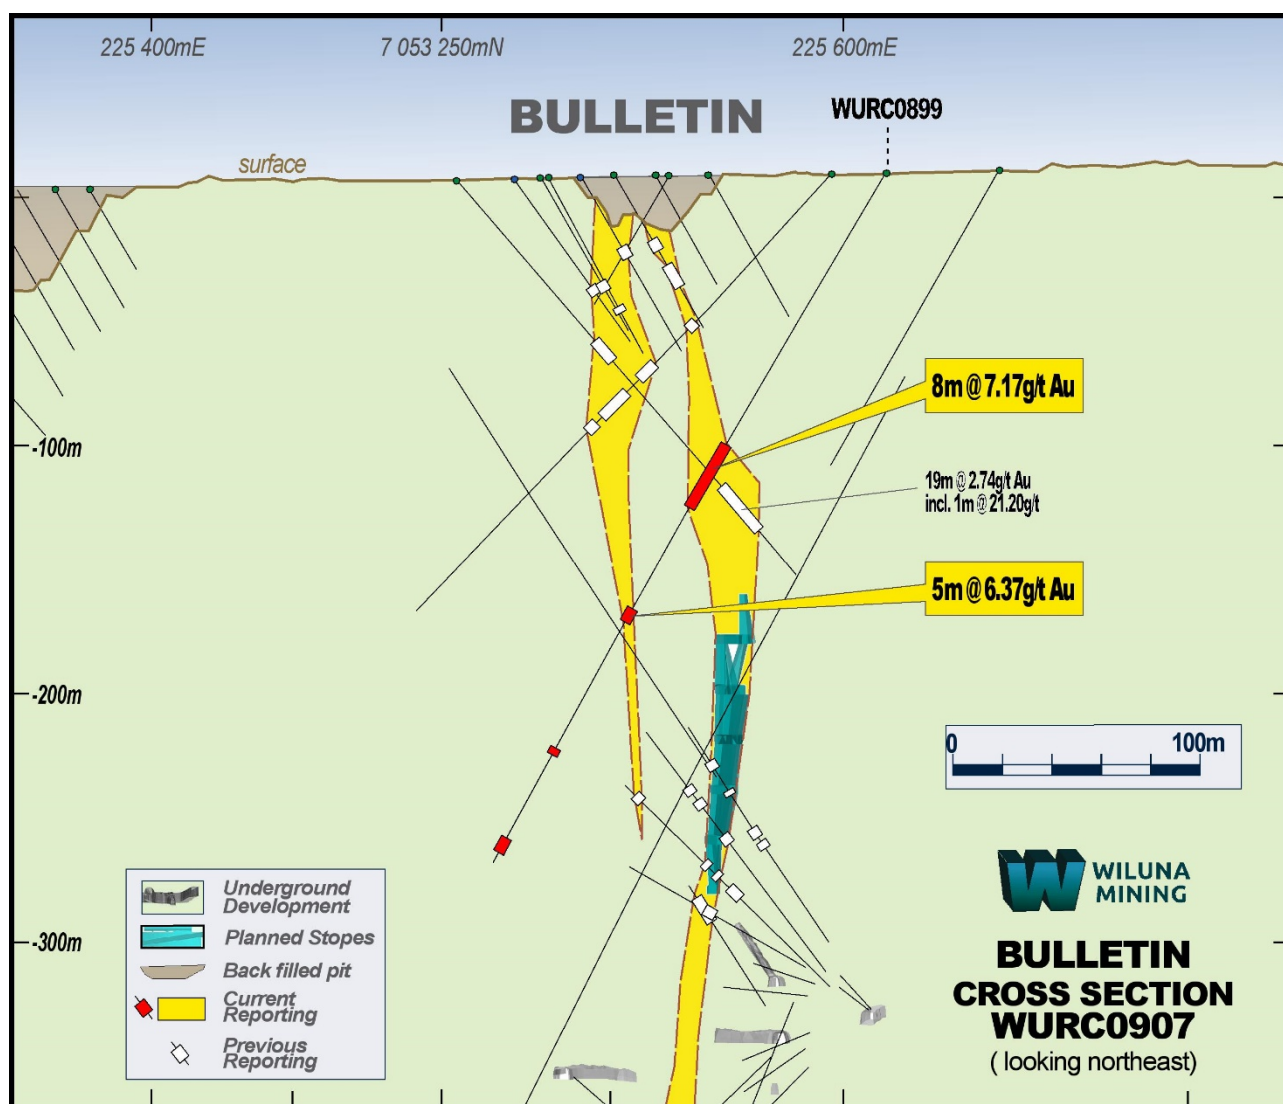 225 400mE
7 053 250mN
225 600mE
BULLETIN
WURC0899
surface
8m @ 7.17g/t Au
-100m
19m @ 2.74g/t Au
incl. 1m @ 21.20g/t
5m @ 6.37g/t Au
-200m
0
100m
-300m
Underground
Development
Planned Stopes
Back filled pit
Current
Reporting
Previous
Reporting
WILUNA
MINING
BULLETIN
CROSS SECTION
WURC0907
( looking northeast)